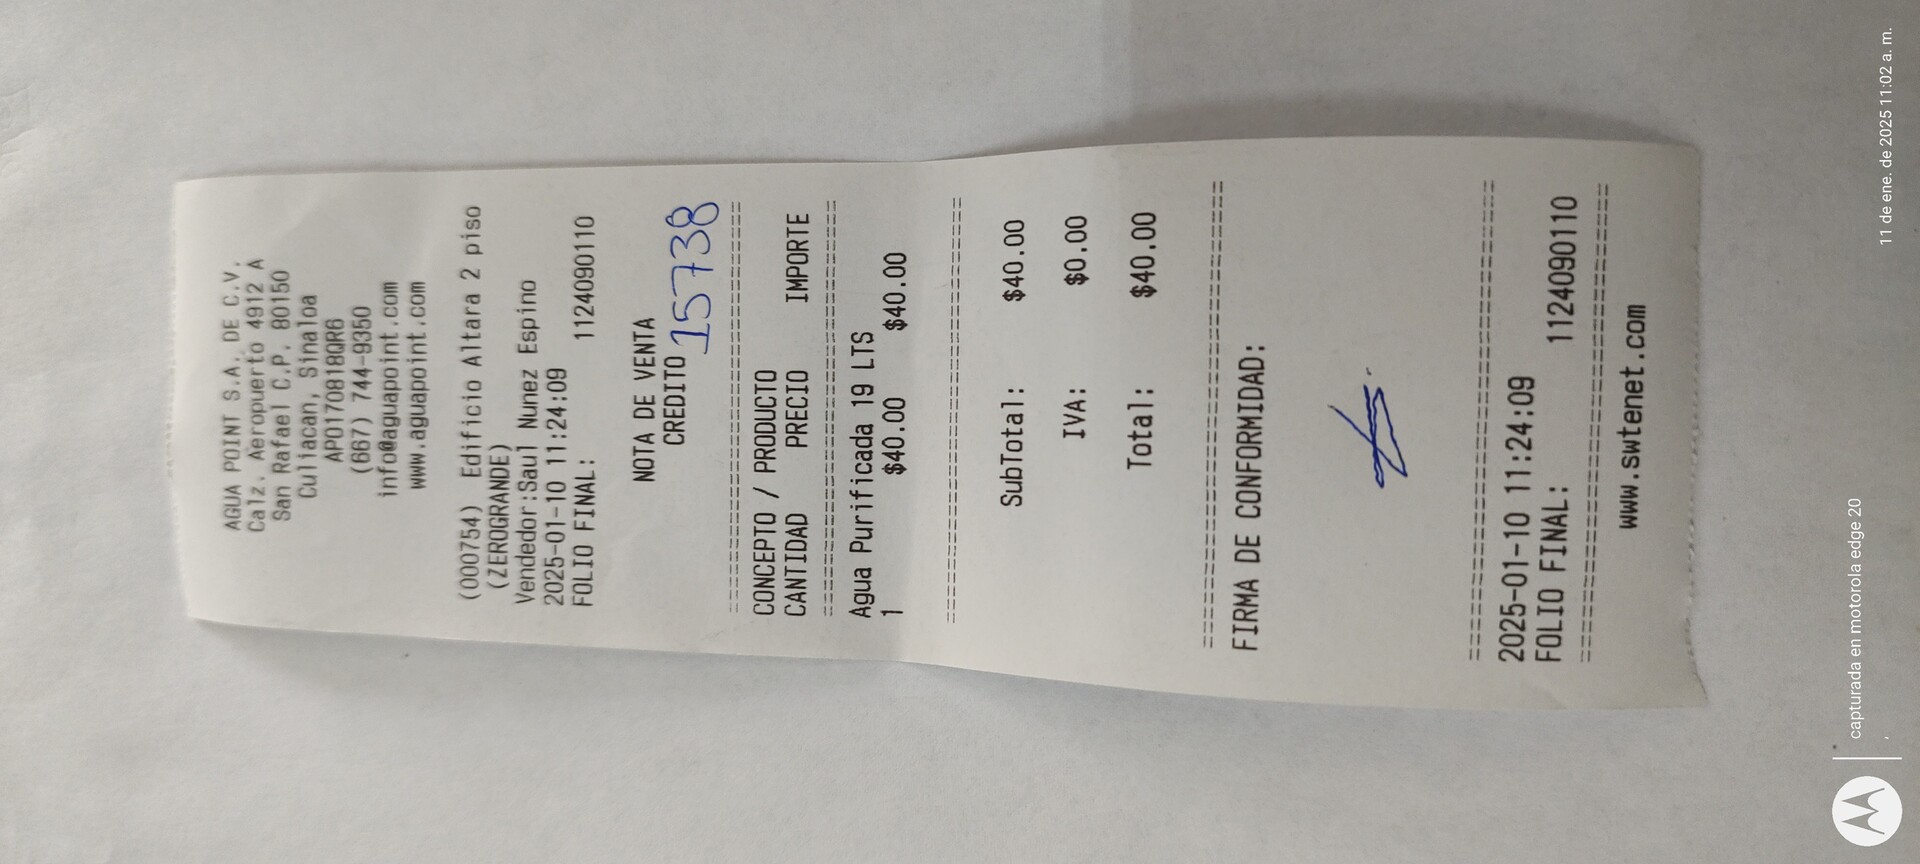 AGUA POINT S.A. DE C.V.
Calz. Aeropuerto 4912 A
San Rafael C.P. 80150
Culiacan, Sinaloa
APO170818QR6
(667) 744-9350
info@aguapoint.com
www.aguapoint.com
(000754) Edificio Altara 2 piso
(ZEROGRANDE)
Vendedor:Saul Nunez Espino
2025-01-10 11:24:09
FOLIO FINAL: 1124090110
NOTA DE VENTA
CREDITO 15738
CONCEPTO / PRODUCTO
CANTIDAD PRECIO IMPORTE
Agua Purificada 19 LTS
1 $40.00 $40.00
SubTotal: $40.00
IVA: $0.00
Total: $40.00
FIRMA DE CONFORMIDAD:
2025-01-10 11:24:09
FOLIO FINAL: 1124090110
www.swtenet.com
capturada en motorola edge 20
11 de ene. de 2025 11:02 a. m.